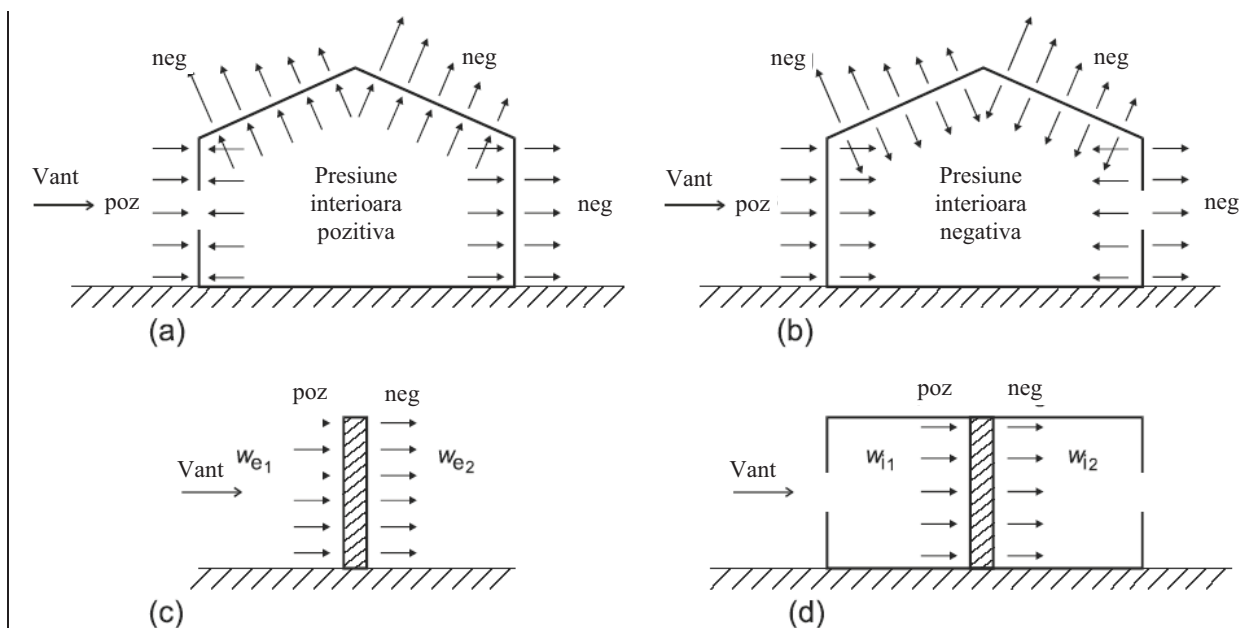 neg
neg
Vant
poz
Presiune
interioara
pozitiva
neg
(a)
neg
neg
Vant
poz
Presiune
interioara
negativa
neg
(b)
poz
neg
Vant
we1
we2
(c)
poz
neg
Vant
wi1
wi2
(d)